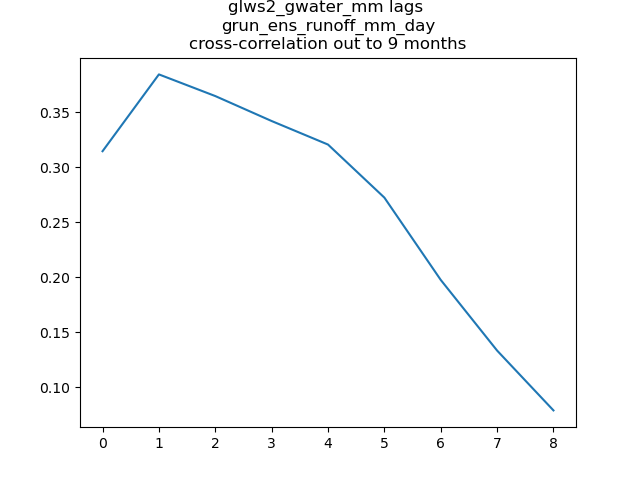 glws2_gwater_mm lags
grun_ens_runoff_mm_day
cross-correlation out to 9 months
0.35
0.30
0.25
0.20
0.15
0.10
0 1 2 3 4 5 6 7 8